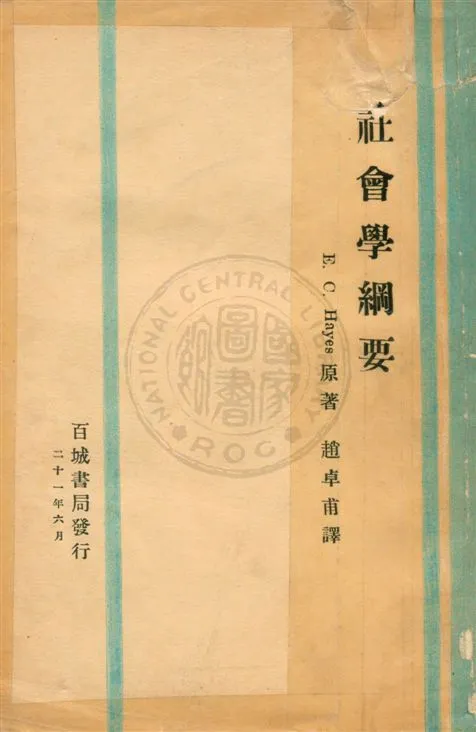 社會學綱要
E. C. Hayes 原著 趙卓甫譯
百城書局發行
二十一年六月
NATIONAL CENTRAL LIBRARY
R.O.C.
國家圖書館